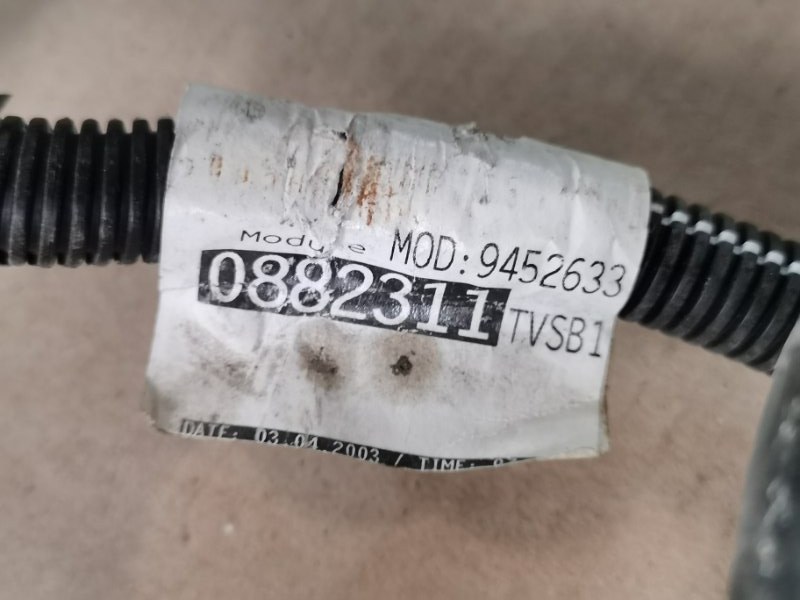 Module MOD:9452633
0882311 TVSB1
DATE: 03.04.2003 / TIME: